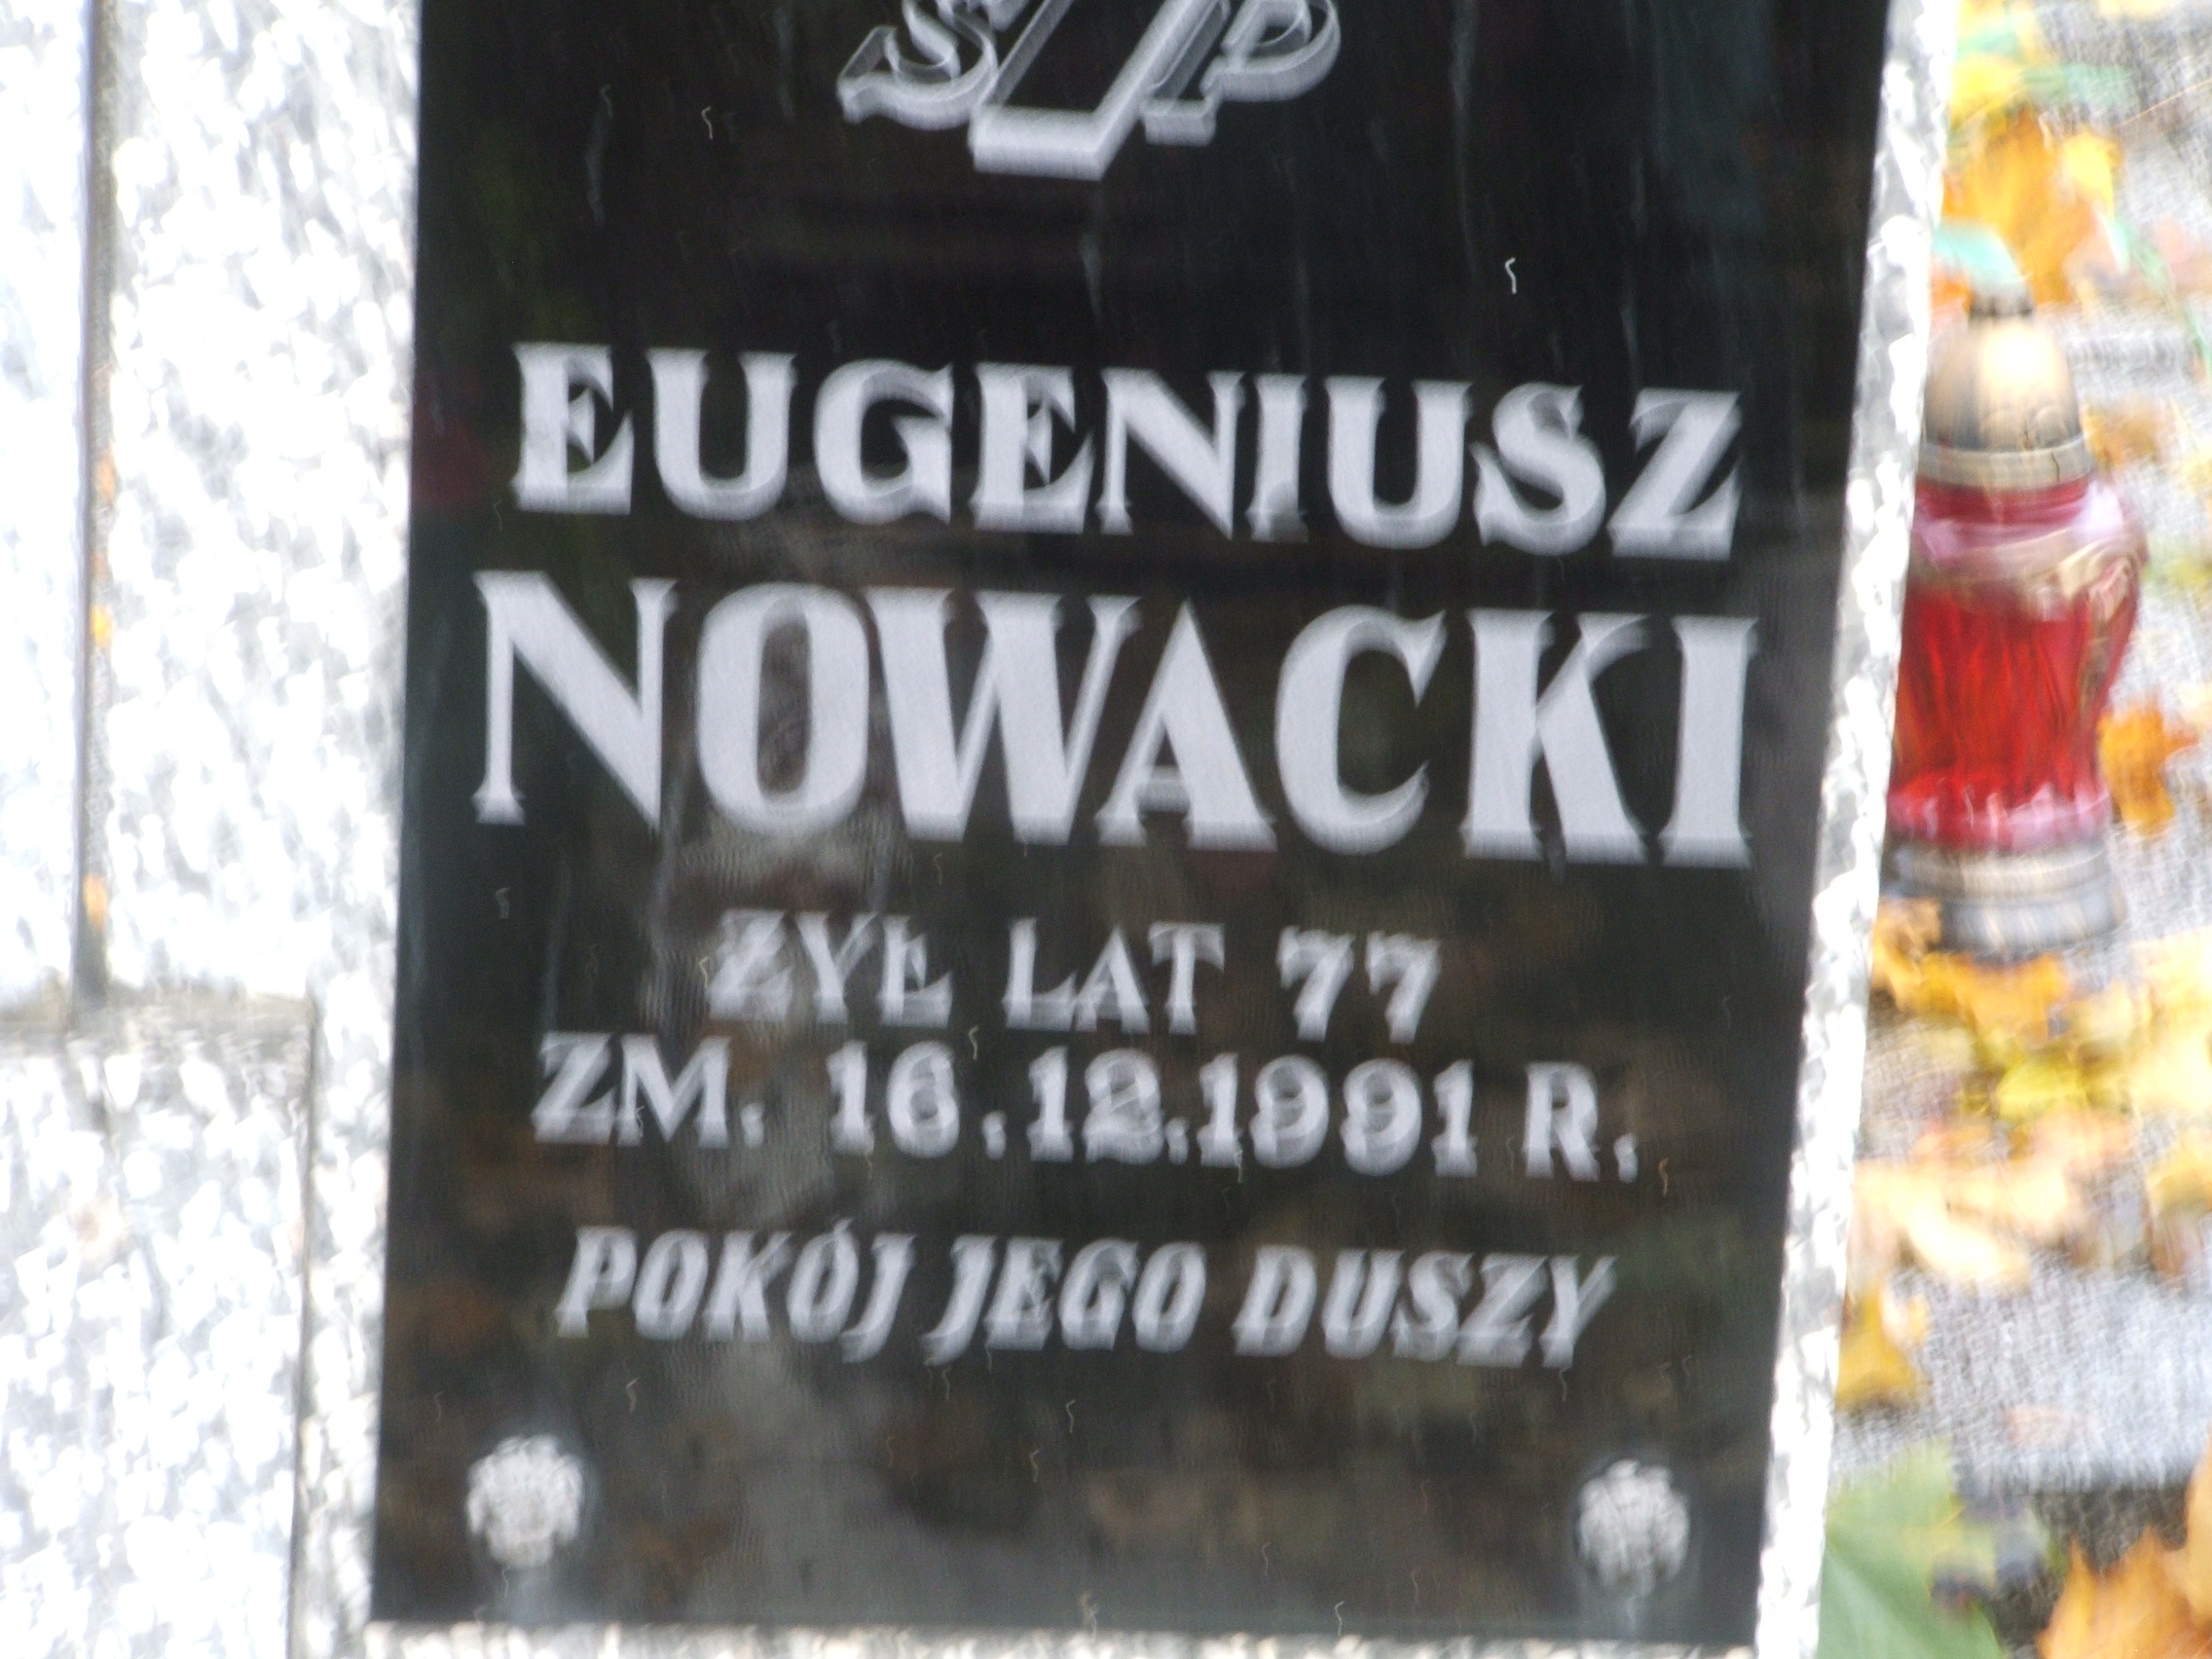 Ś P
EUGENIUSZ
NOWACKI
ŻYŁ LAT 77
ZM. 16.12.1991 R.
POKÓJ JEGO DUSZY